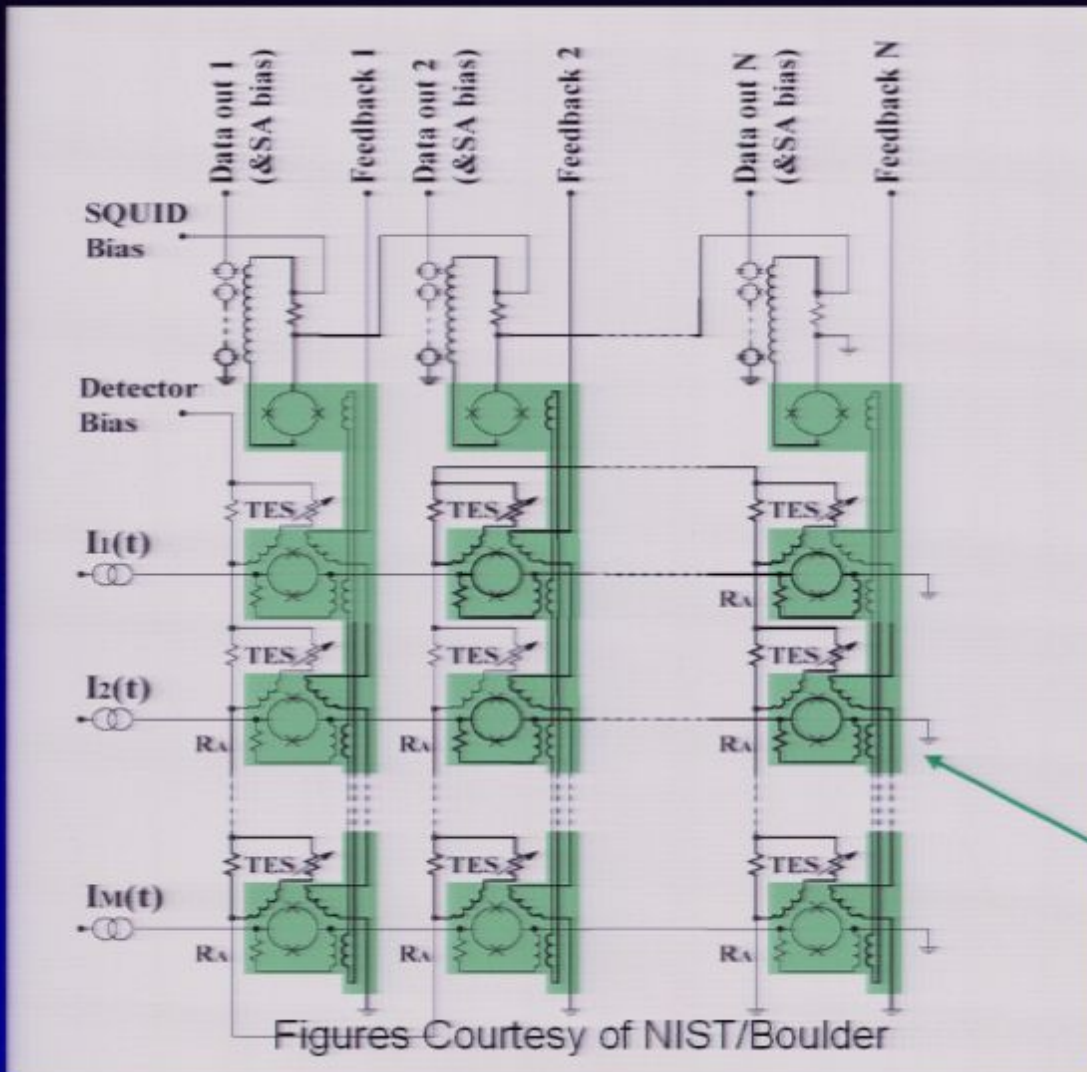 Data out 1
(&SA bias)
Feedback 1
Data out 2
(&SA bias)
Feedback 2
Data out N
(&SA bias)
Feedback N
SQUID
Bias
Detector
Bias
TES TES TES
I1(t)
RA
TES TES TES
I2(t)
RA RA RA
TES TES TES
IM(t)
RA RA RA
Figures Courtesy of NIST/Boulder